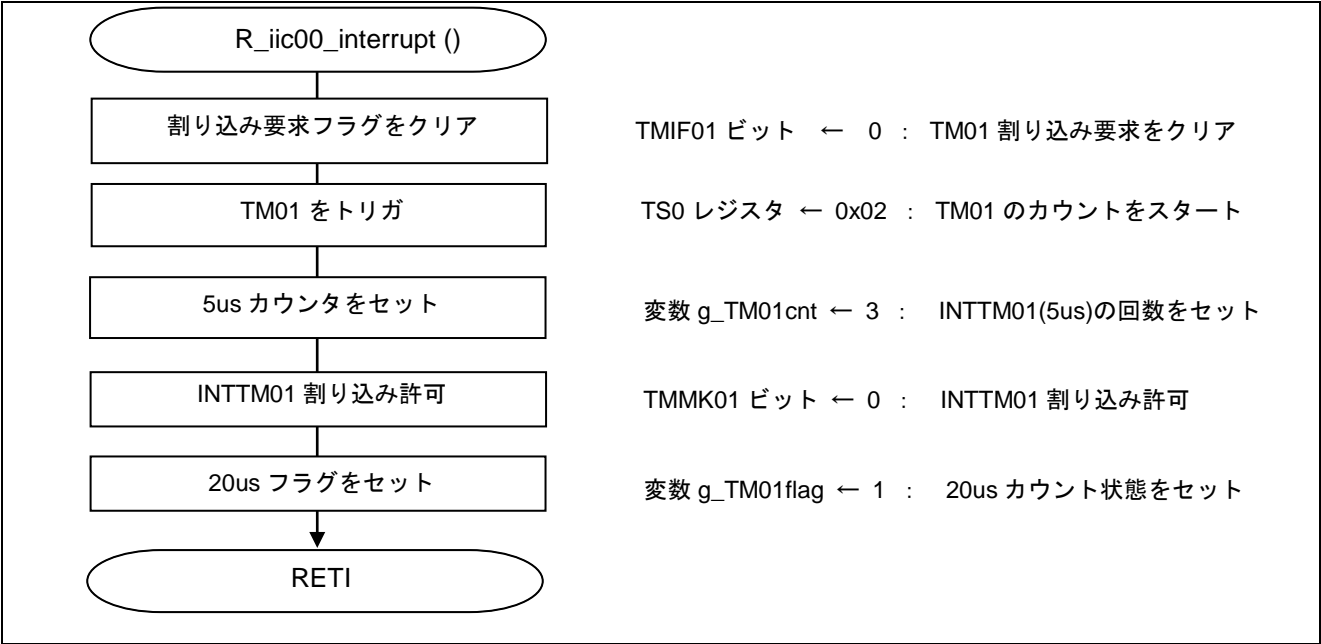 R_iic00_interrupt ()
割り込み要求フラグをクリア
TMIF01 ビット ← 0 : TM01 割り込み要求をクリア
TM01 をトリガ
TS0 レジスタ ← 0x02 : TM01 のカウントをスタート
5us カウンタをセット
変数 g_TM01cnt ← 3 : INTTM01(5us)の回数をセット
INTTM01 割り込み許可
TMMK01 ビット ← 0 : INTTM01 割り込み許可
20us フラグをセット
変数 g_TM01flag ← 1 : 20us カウント状態をセット
RETI